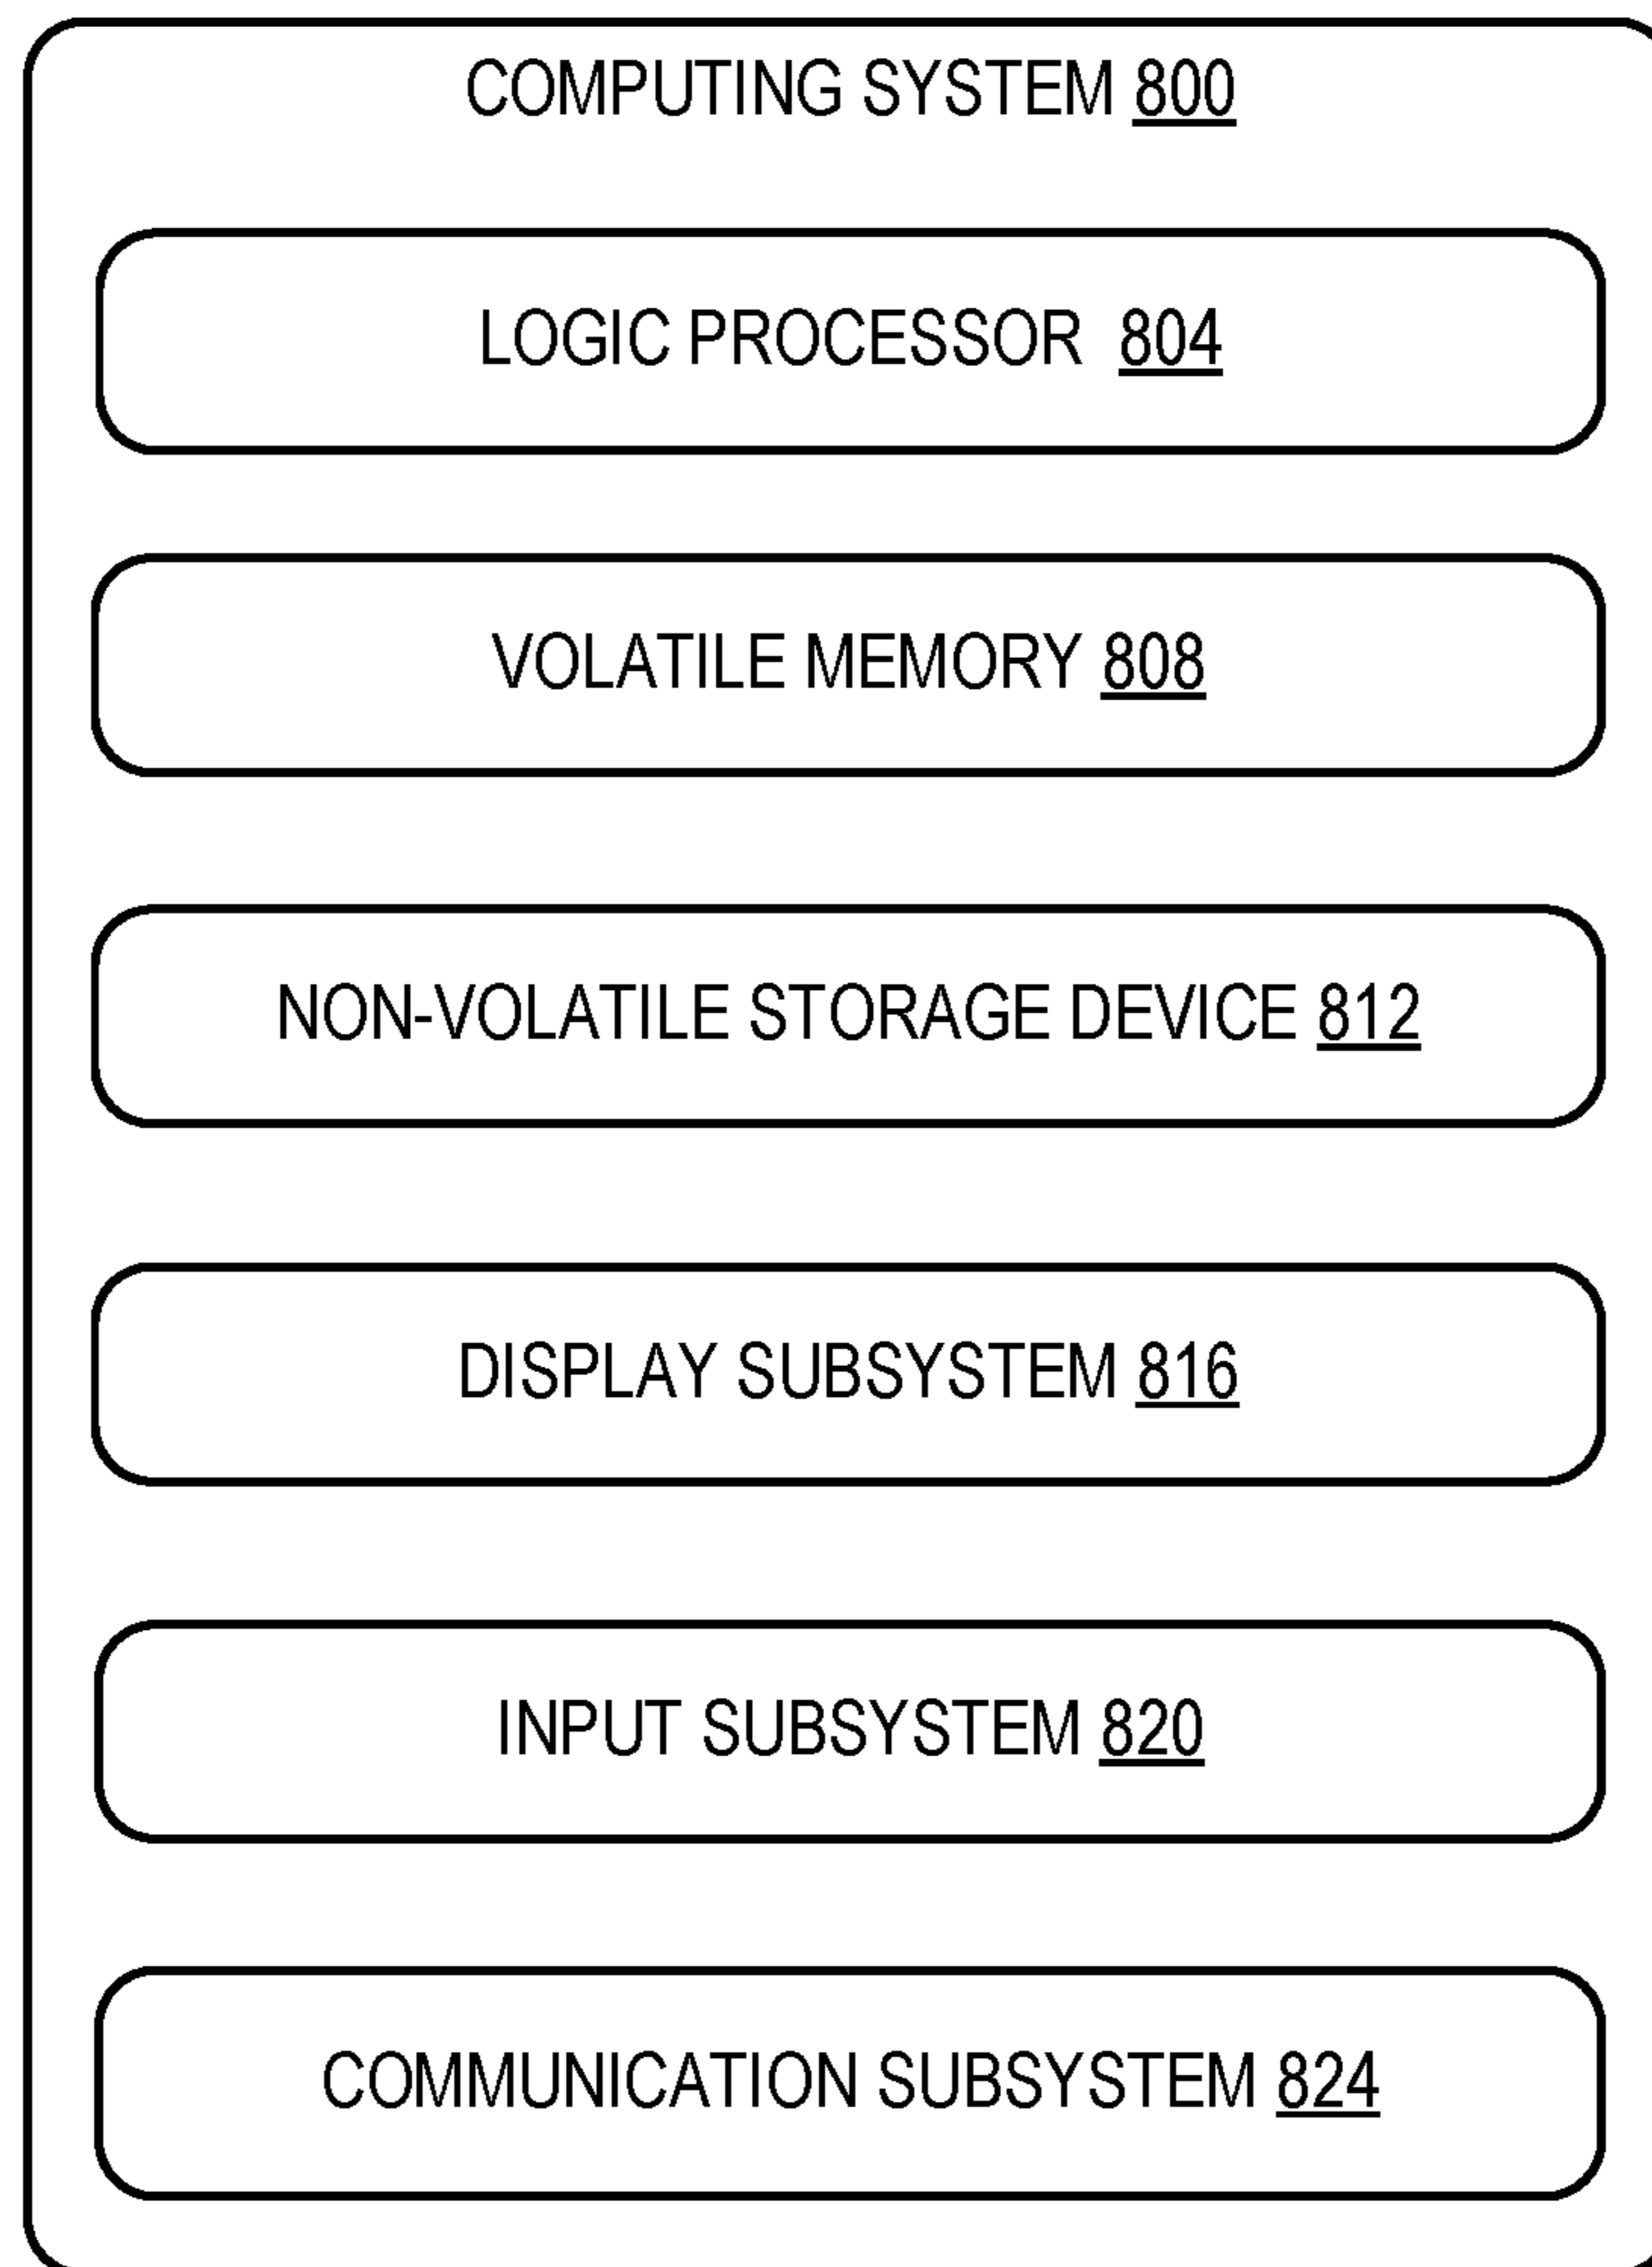 COMPUTING SYSTEM 800
LOGIC PROCESSOR 804
VOLATILE MEMORY 808
NON-VOLATILE STORAGE DEVICE 812
DISPLAY SUBSYSTEM 816
INPUT SUBSYSTEM 820
COMMUNICATION SUBSYSTEM 824